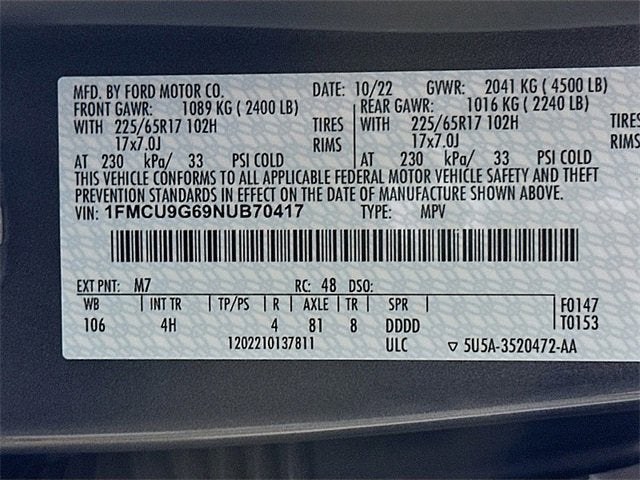 MFD. BY FORD MOTOR CO. DATE: 10/22 GVWR: 2041 KG ( 4500 LB)
FRONT GAWR: 1089 KG ( 2400 LB) REAR GAWR: 1016 KG ( 2240 LB)
WITH 225/65R17 102H TIRES WITH 225/65R17 102H TIRES
17x7.0J RIMS 17x7.0J RIMS
AT 230 kPa/ 33 PSI COLD AT 230 kPa/ 33 PSI COLD
THIS VEHICLE CONFORMS TO ALL APPLICABLE FEDERAL MOTOR VEHICLE SAFETY AND THEFT
PREVENTION STANDARDS IN EFFECT ON THE DATE OF MANUFACTURE SHOWN ABOVE.
VIN: 1FMCU9G69NUB70417 TYPE: MPV
EXT PNT: M7 RC: 48 DSO:
WB INT TR TP/PS R AXLE TR SPR F0147
106 4H 4 81 8 DDDD T0153
1202210137811 ULC ▽ 5U5A-3520472-AA